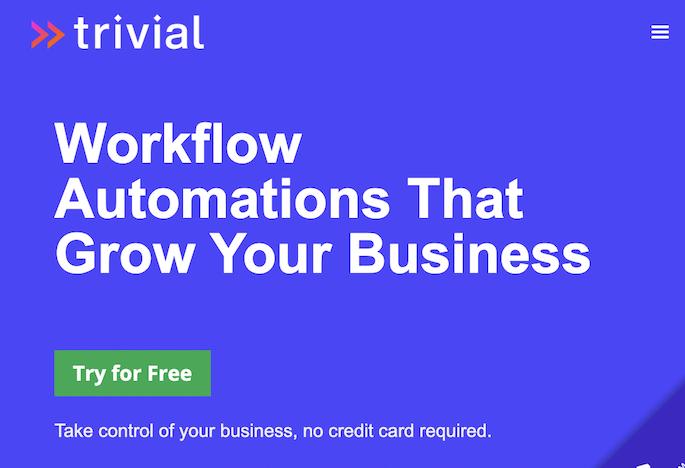 trivial
Workflow
Automations That
Grow Your Business
Try for Free
Take control of your business, no credit card required.